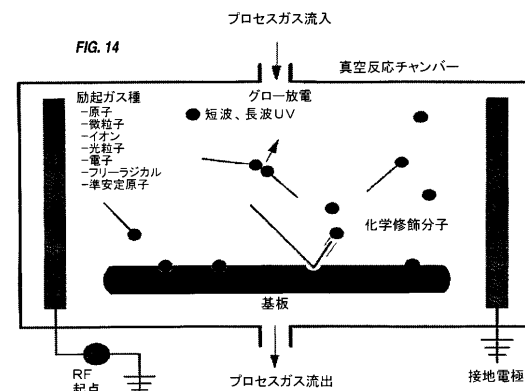 プロセスガス流入
FIG. 14
真空反応チャンバー
励起ガス種
-原子
-微粒子
-イオン
-光粒子
-電子
-フリーラジカル
-準安定原子
グロー放電
短波、長波UV
化学修飾分子
基板
RF
起点
プロセスガス流出
接地電極